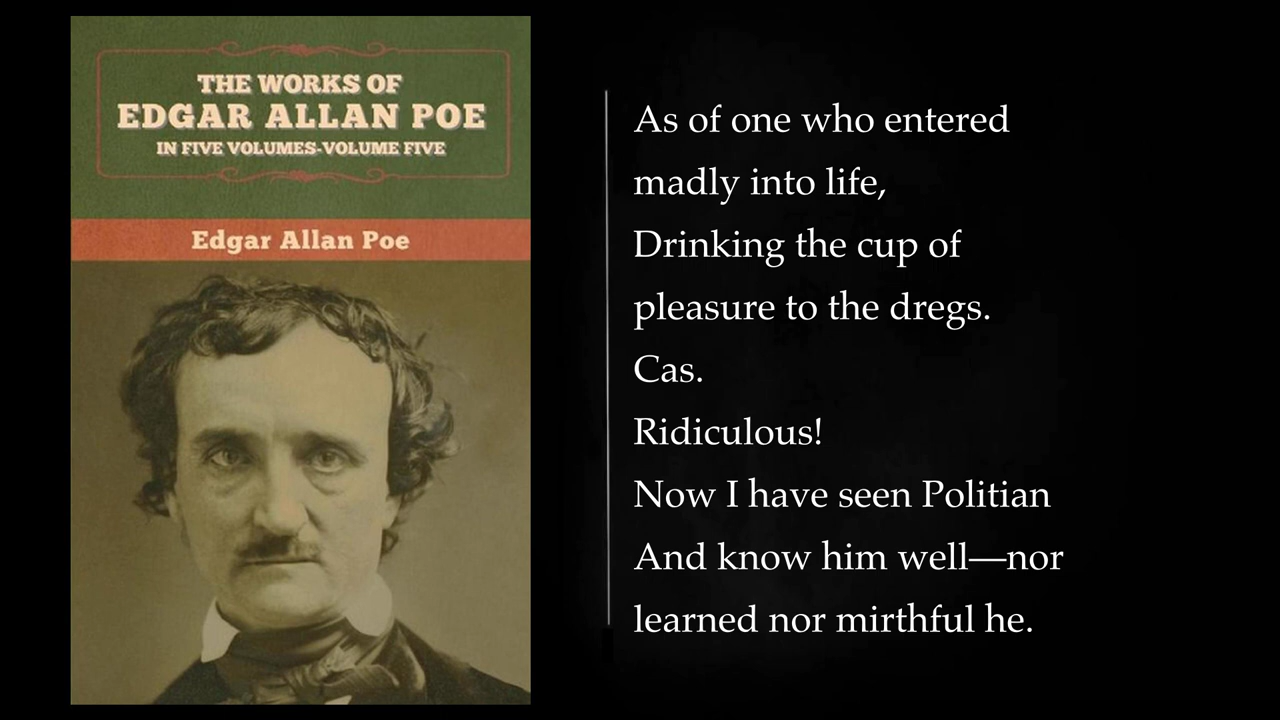 THE WORKS OF
EDGAR ALLAN POE
IN FIVE VOLUMES-VOLUME FIVE
Edgar Allan Poe
As of one who entered
madly into life,
Drinking the cup of
pleasure to the dregs.
Cas.
Ridiculous!
Now I have seen Politian
And know him well—nor
learned nor mirthful he.